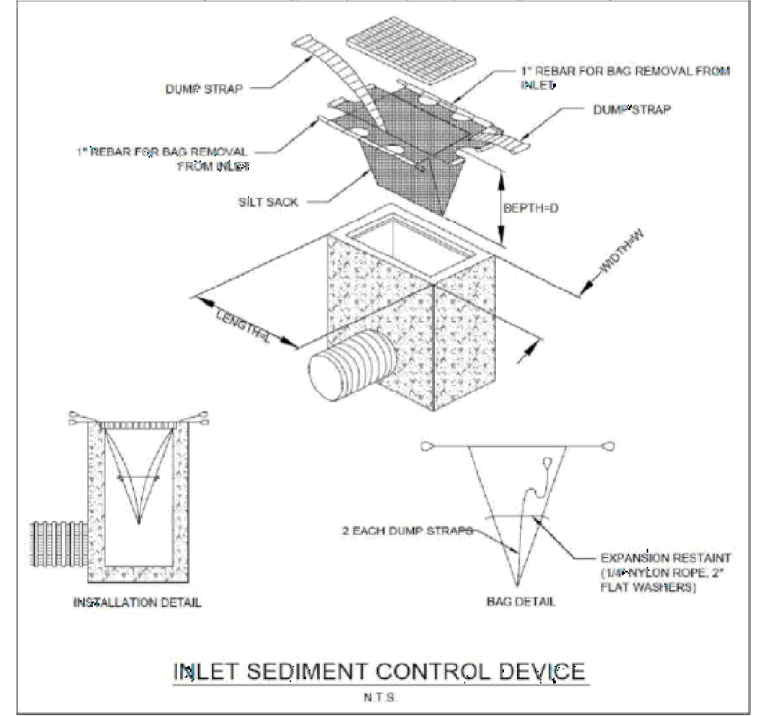 DUMP STRAP
1" REBAR FOR BAG REMOVAL FROM
INLET
DUMP STRAP
1" REBAR FOR BAG REMOVAL
FROM INLET
SILT SACK
DEPTH=D
WIDTH=W
LENGTH=L
2 EACH DUMP STRAPS
EXPANSION RESTAINT
(1/4" NYLON ROPE, 2"
FLAT WASHERS)
INSTALLATION DETAIL
BAG DETAIL
INLET SEDIMENT CONTROL DEVICE
N.T.S.